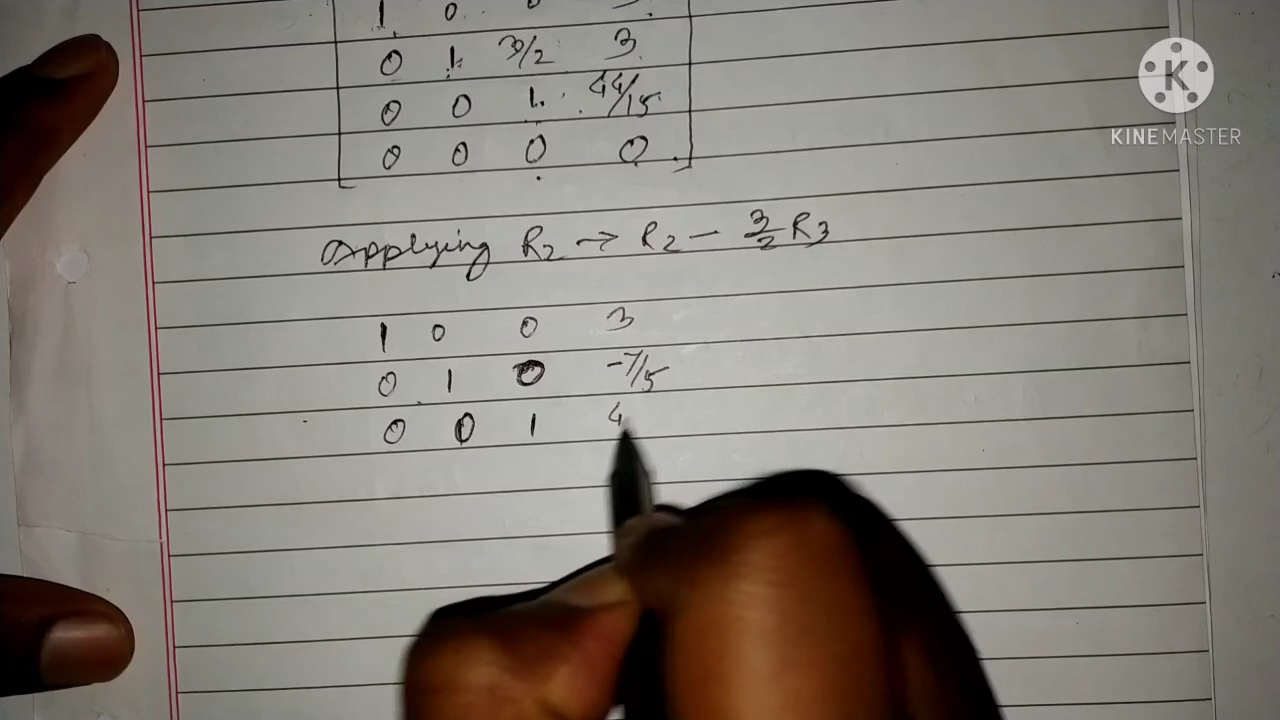 1 0 0 3
0 1 3/2 3
0 0 1 44/15
0 0 0 0
Applying R2 → R2 - 3/2 R3
1 0 0 3
0 1 0 -7/5
0 0 1 4
K
KINEMASTER